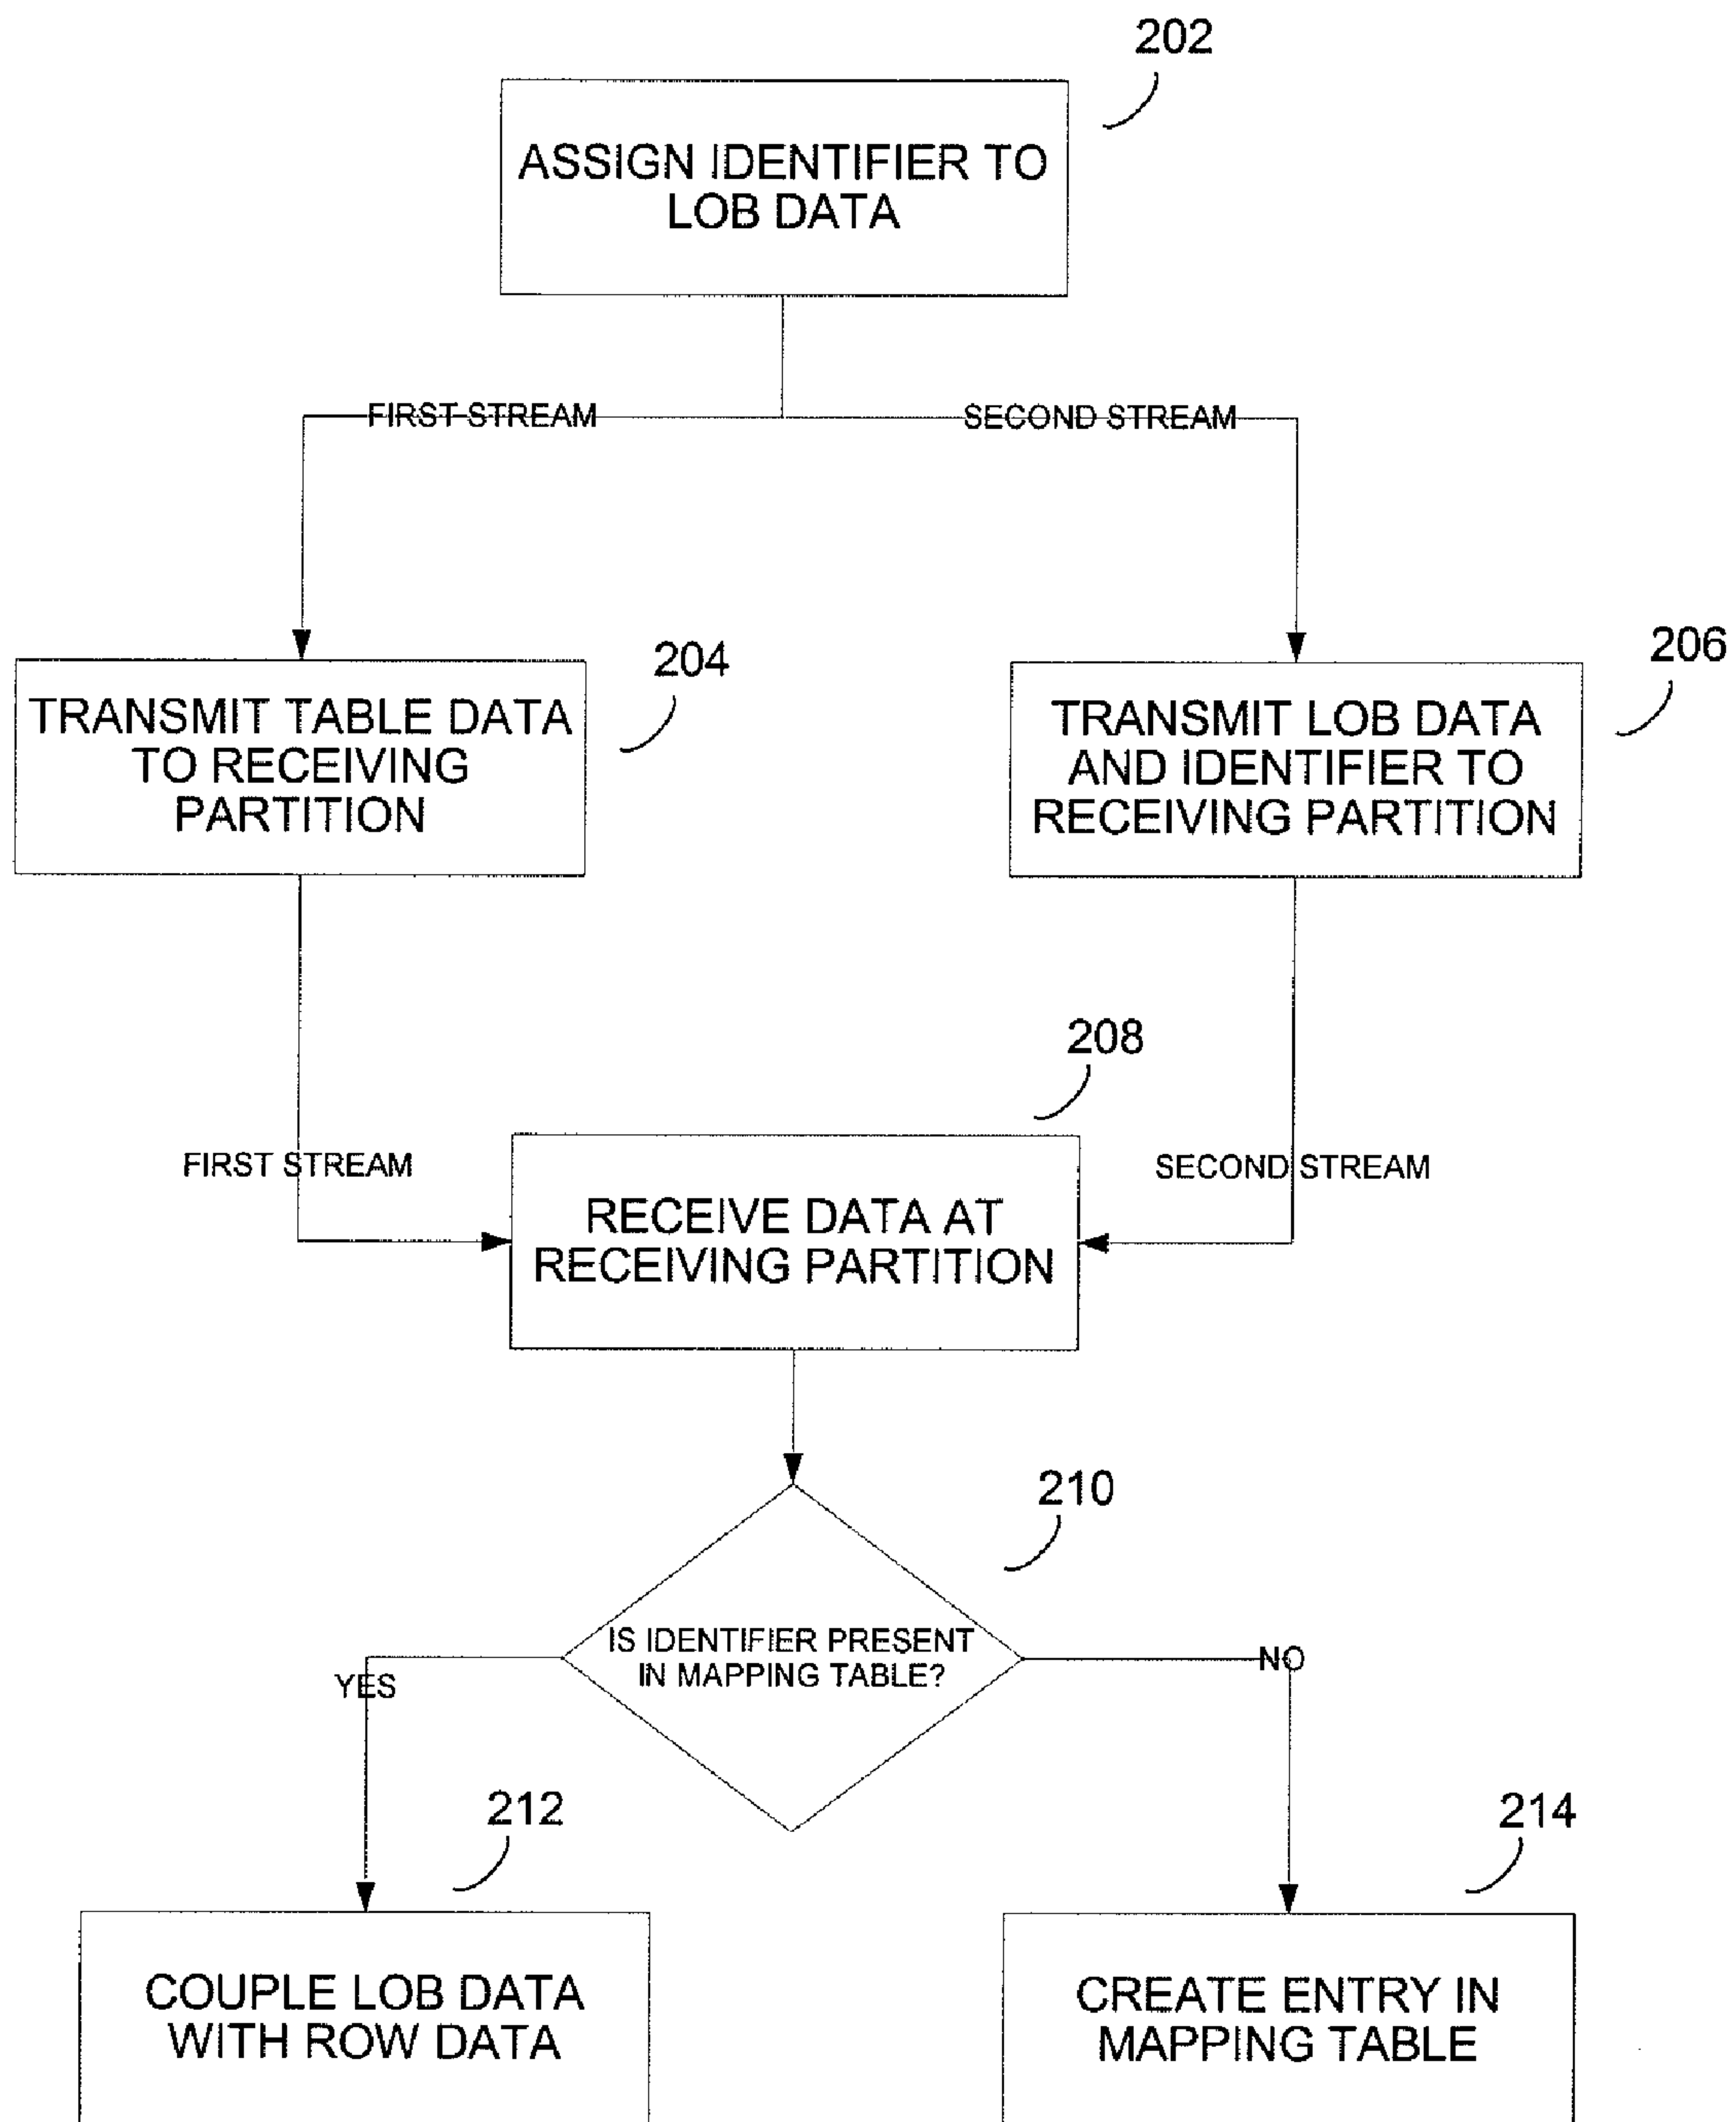 202
ASSIGN IDENTIFIER TO
LOB DATA
FIRST STREAM
SECOND STREAM
204
TRANSMIT TABLE DATA
TO RECEIVING
PARTITION
206
TRANSMIT LOB DATA
AND IDENTIFIER TO
RECEIVING PARTITION
208
FIRST STREAM
SECOND STREAM
RECEIVE DATA AT
RECEIVING PARTITION
210
IS IDENTIFIER PRESENT
IN MAPPING TABLE?
YES
NO
212
COUPLE LOB DATA
WITH ROW DATA
214
CREATE ENTRY IN
MAPPING TABLE